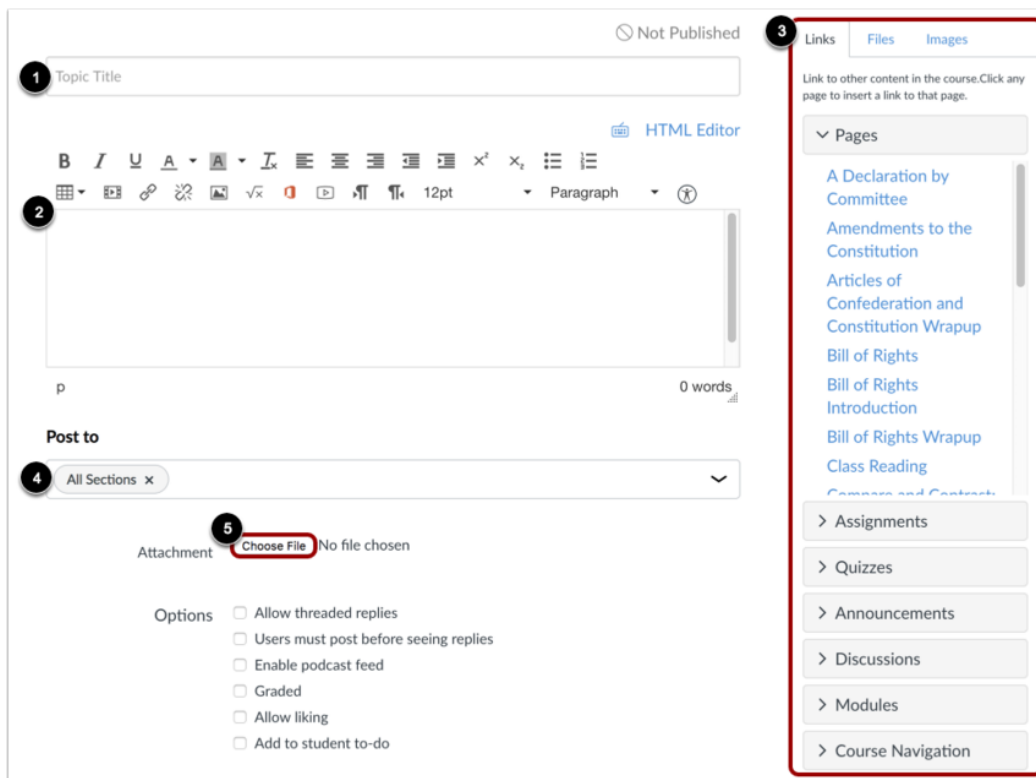 Not Published
1
Topic Title
HTML Editor
B I U A A Tx x² x₂
√x 12pt Paragraph
2
p 0 words
Post to
4
All Sections ×
5
Attachment Choose File No file chosen
Options Allow threaded replies
Users must post before seeing replies
Enable podcast feed
Graded
Allow liking
Add to student to-do
3
Links Files Images
Link to other content in the course.Click any
page to insert a link to that page.
Pages
A Declaration by
Committee
Amendments to the
Constitution
Articles of
Confederation and
Constitution Wrapup
Bill of Rights
Bill of Rights
Introduction
Bill of Rights Wrapup
Class Reading
Compare and Contrast:
Assignments
Quizzes
Announcements
Discussions
Modules
Course Navigation